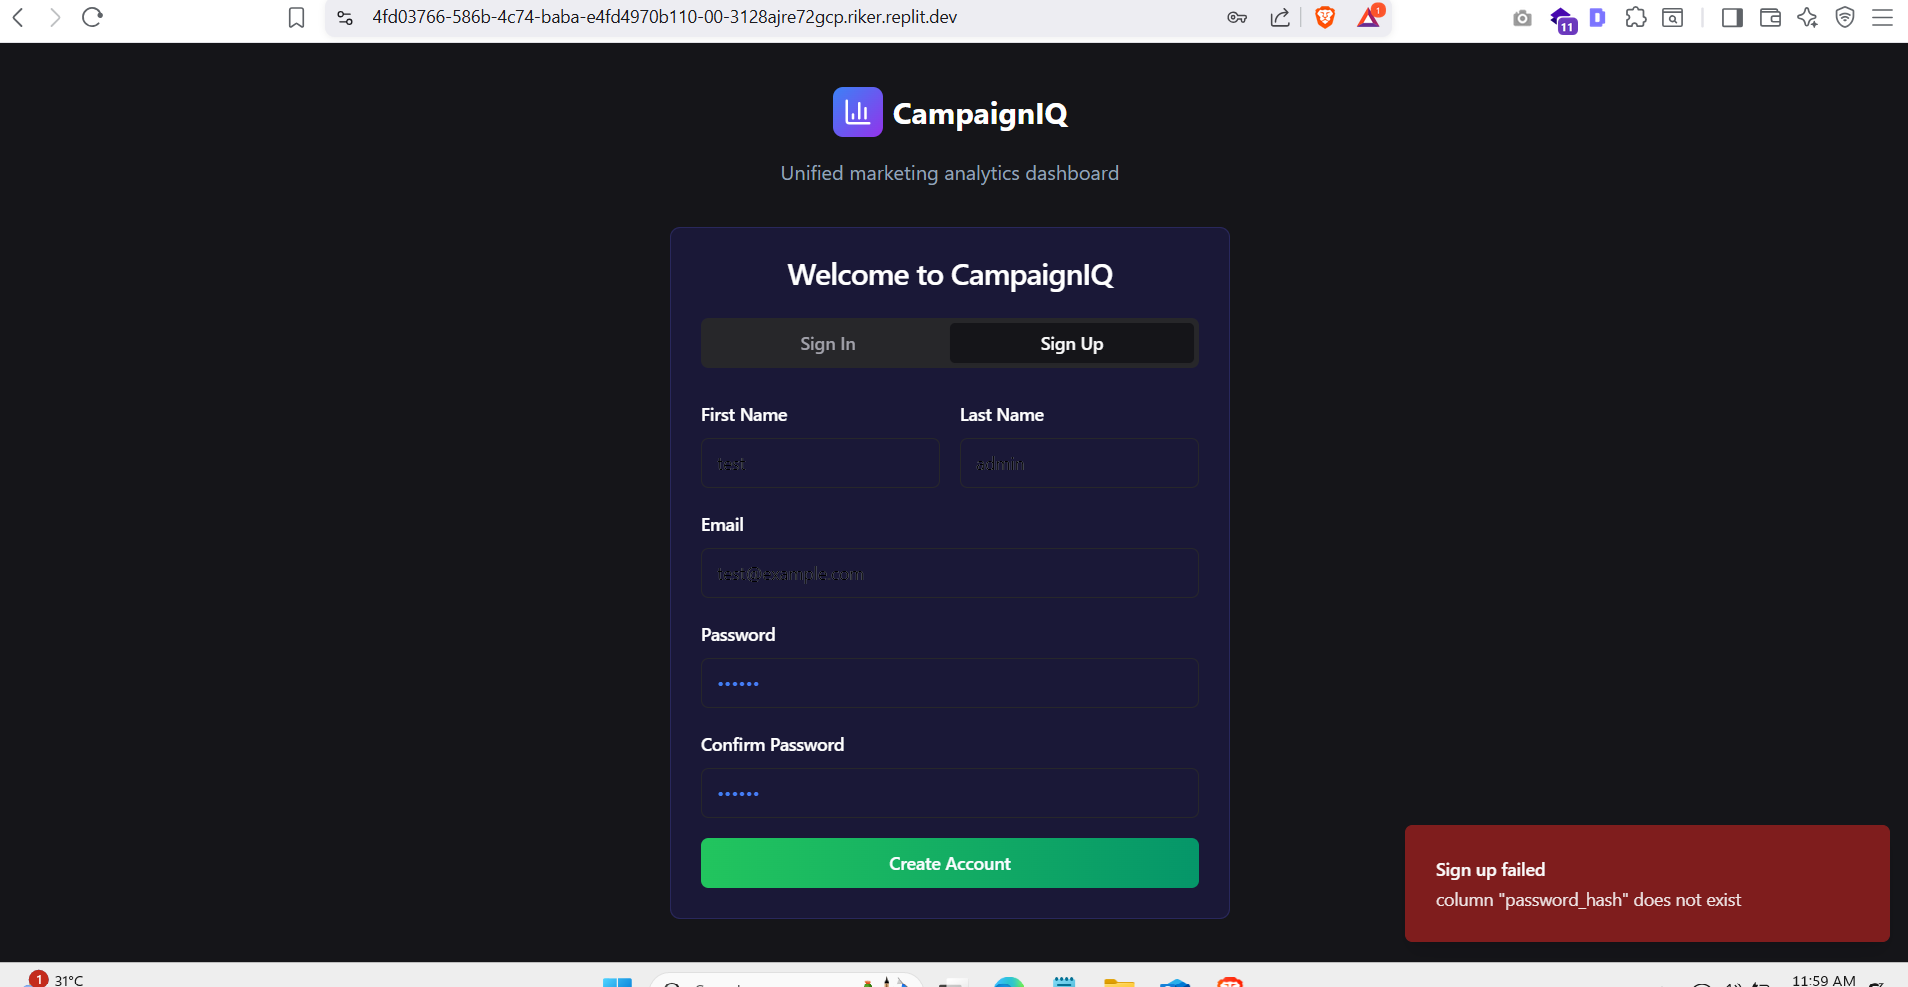 4fd03766-586b-4c74-baba-e4fd4970b110-00-3128ajre72gcp.riker.replit.dev
1
11
CampaignIQ
Unified marketing analytics dashboard
Welcome to CampaignIQ
Sign In
Sign Up
First Name
Last Name
test
admin
Email
test@example.com
Password
Confirm Password
Create Account
Sign up failed
column "password_hash" does not exist
1
31°C
11:59 AM